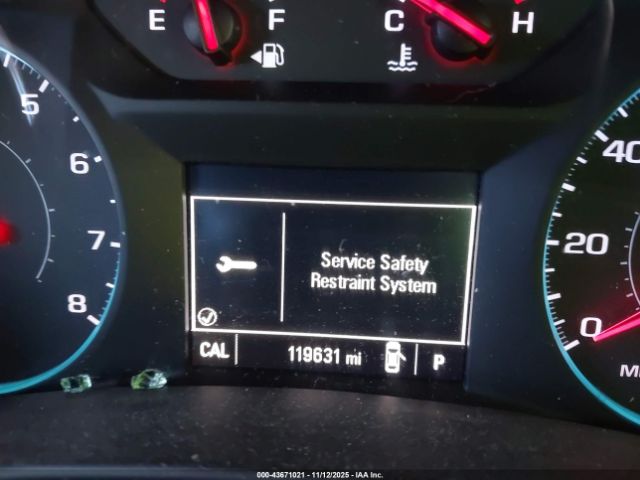 E F C H
5
6
7
8
40
20
0
Service Safety
Restraint System
CAL 119631 mi P
000-43671021 - 11/12/2025 - IAA Inc.